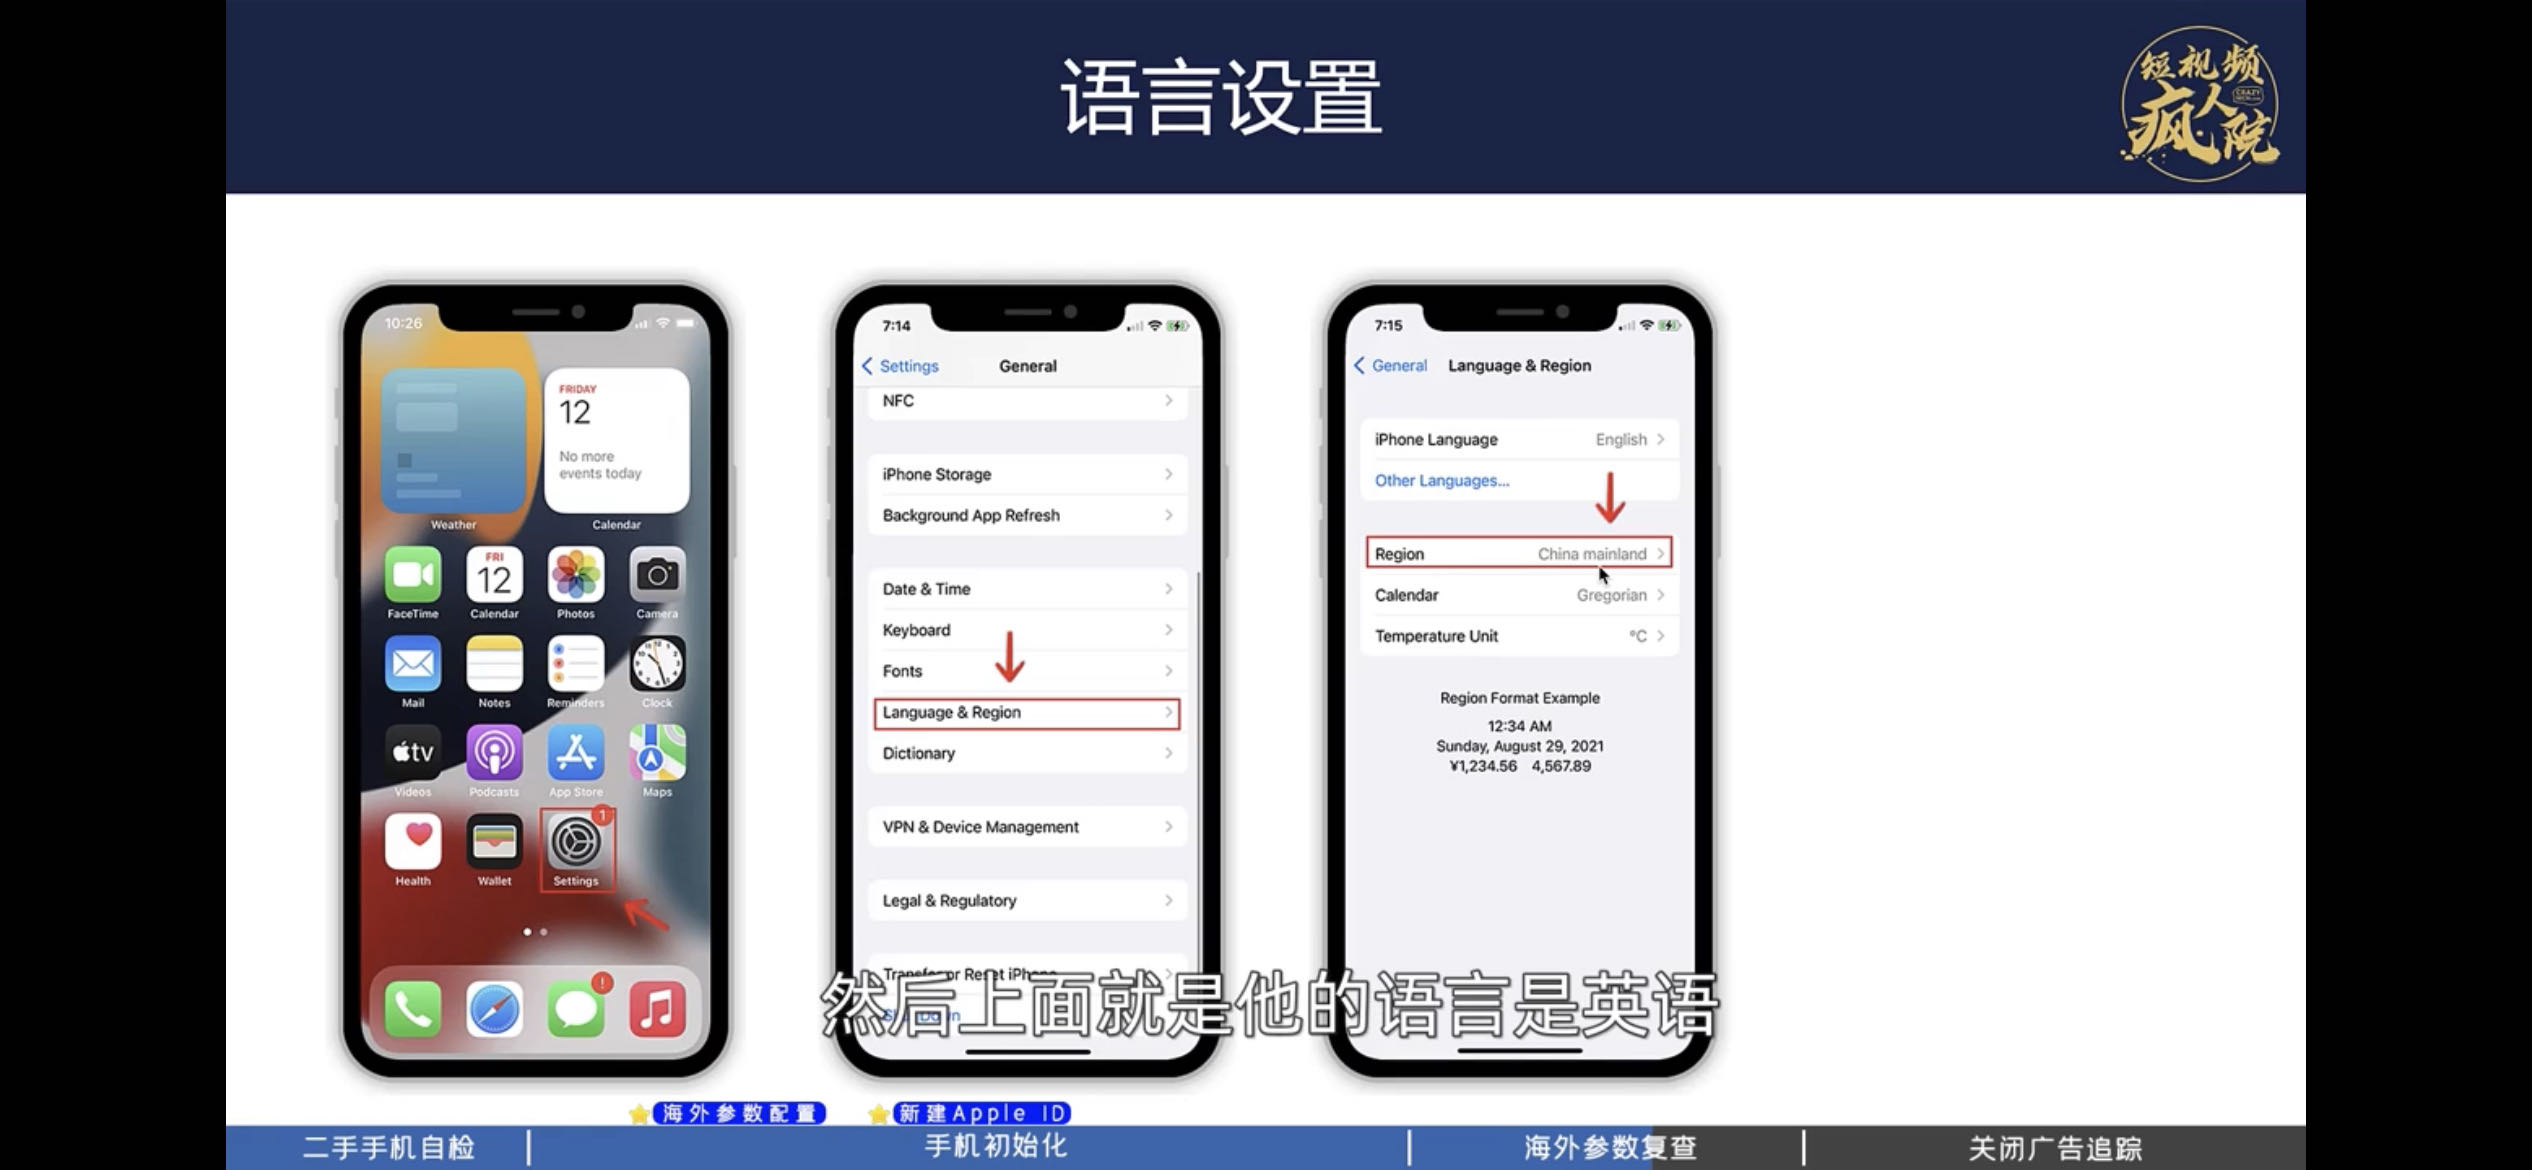 语言设置
短视频
疯人院
CRAZY
10:26
FRIDAY
12
No more
events today
Weather
Calendar
FRI
12
FaceTime
Calendar
Photos
Camera
Mail
Notes
Reminders
Clock
tv
Videos
Podcasts
App Store
Maps
1
Health
Wallet
Settings
!
7:14
Settings
General
NFC
iPhone Storage
Background App Refresh
Date & Time
Keyboard
Fonts
Language & Region
Dictionary
VPN & Device Management
Legal & Regulatory
Transfer or Reset iPhone
7:15
General
Language & Region
iPhone Language English
Other Languages...
Region China mainland
Calendar Gregorian
Temperature Unit °C
Region Format Example
12:34 AM
Sunday, August 29, 2021
¥1,234.56 4,567.89
然后上面就是他的语言是英语
海外参数配置
新建Apple ID
二手手机自检
手机初始化
海外参数复查
关闭广告追踪